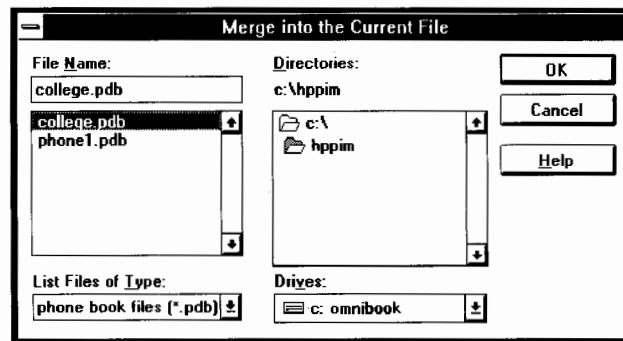 Merge into the Current File
File Name:
college.pdb
college.pdb
phone1.pdb
List Files of Type:
phone book files (*.pdb)
Directories:
c:\hppim
c:\
hppim
Drives:
c: omnibook
OK
Cancel
Help